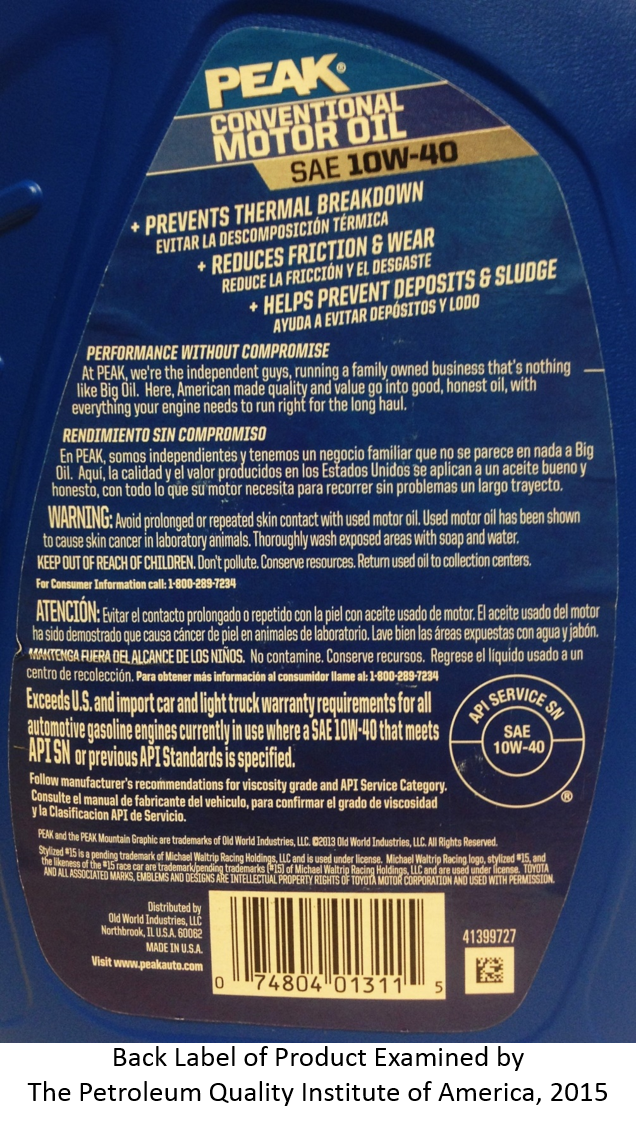 PEAK®
CONVENTIONAL
MOTOR OIL
SAE 10W-40
+ PREVENTS THERMAL BREAKDOWN
EVITAR LA DESCOMPOSICIÓN TÉRMICA
+ REDUCES FRICTION & WEAR
REDUCE LA FRICCIÓN Y EL DESGASTE
+ HELPS PREVENT DEPOSITS & SLUDGE
AYUDA A EVITAR DEPÓSITOS Y LODO
PERFORMANCE WITHOUT COMPROMISE
At PEAK, we're the independent guys, running a family owned business that's nothing
like Big Oil. Here, American made quality and value go into good, honest oil, with
everything your engine needs to run right for the long haul.
RENDIMIENTO SIN COMPROMISO
En PEAK, somos independientes y tenemos un negocio familiar que no se parece en nada a Big
Oil. Aquí, la calidad y el valor producidos en los Estados Unidos se aplican a un aceite bueno y
honesto, con todo lo que su motor necesita para recorrer sin problemas un largo trayecto.
WARNING: Avoid prolonged or repeated skin contact with used motor oil. Used motor oil has been shown
to cause skin cancer in laboratory animals. Thoroughly wash exposed areas with soap and water.
KEEP OUT OF REACH OF CHILDREN. Don't pollute. Conserve resources. Return used oil to collection centers.
For Consumer Information call: 1-800-289-7234
ATENCIÓN: Evitar el contacto prolongado o repetido con la piel con aceite usado de motor. El aceite usado del motor
ha sido demostrado que causa cáncer de piel en animales de laboratorio. Lave bien las áreas expuestas con agua y jabón.
MANTENGA FUERA DEL ALCANCE DE LOS NIÑOS. No contamine. Conserve recursos. Regrese el líquido usado a un
centro de recolección. Para obtener más información al consumidor llame al: 1-800-289-7234
Exceeds U.S. and import car and light truck warranty requirements for all
automotive gasoline engines currently in use where a SAE 10W-40 that meets
API SN or previous API Standards is specified.
API SERVICE SN
SAE
10W-40
®
Follow manufacturer's recommendations for viscosity grade and API Service Category.
Consulte el manual de fabricante del vehiculo, para confirmar el grado de viscosidad
y la Clasificacion API de Servicio.
PEAK and the PEAK Mountain Graphic are trademarks of Old World Industries, LLC. ©2013 Old World Industries, LLC. All Rights Reserved.
Stylized #15 is a pending trademark of Michael Waltrip Racing Holdings, LLC and is used under license. Michael Waltrip Racing logo, stylized #15, and
the likeness of the #15 race car are trademark/pending trademarks (#15) of Michael Waltrip Racing Holdings, LLC and are used under license. TOYOTA
AND ALL ASSOCIATED MARKS, EMBLEMS AND DESIGNS ARE INTELLECTUAL PROPERTY RIGHTS OF TOYOTA MOTOR CORPORATION AND USED WITH PERMISSION.
Distributed by
Old World Industries, LLC
Northbrook, IL U.S.A. 60062
MADE IN U.S.A.
Visit www.peakauto.com
0 74804 01311 5
41399727
Back Label of Product Examined by
The Petroleum Quality Institute of America, 2015